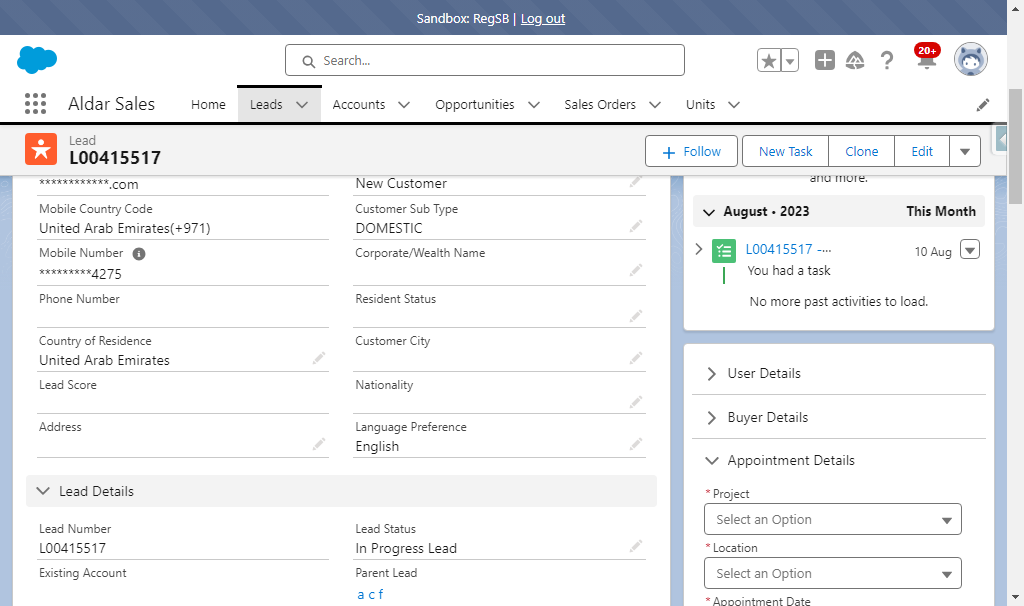 Sandbox: RegSB | Log out
Search...
20+
Aldar Sales
Home
Leads
Accounts
Opportunities
Sales Orders
Units
Lead
L00415517
Follow
New Task
Clone
Edit
************.com
New Customer
Mobile Country Code
United Arab Emirates(+971)
Customer Sub Type
DOMESTIC
Mobile Number
*********4275
Corporate/Wealth Name
Phone Number
Resident Status
Country of Residence
United Arab Emirates
Customer City
Lead Score
Nationality
Address
Language Preference
English
Lead Details
Lead Number
L00415517
Lead Status
In Progress Lead
Existing Account
Parent Lead
a c f
and more.
August • 2023
This Month
L00415517 -...
10 Aug
You had a task
No more past activities to load.
User Details
Buyer Details
Appointment Details
*Project
Select an Option
*Location
Select an Option
*Appointment Date